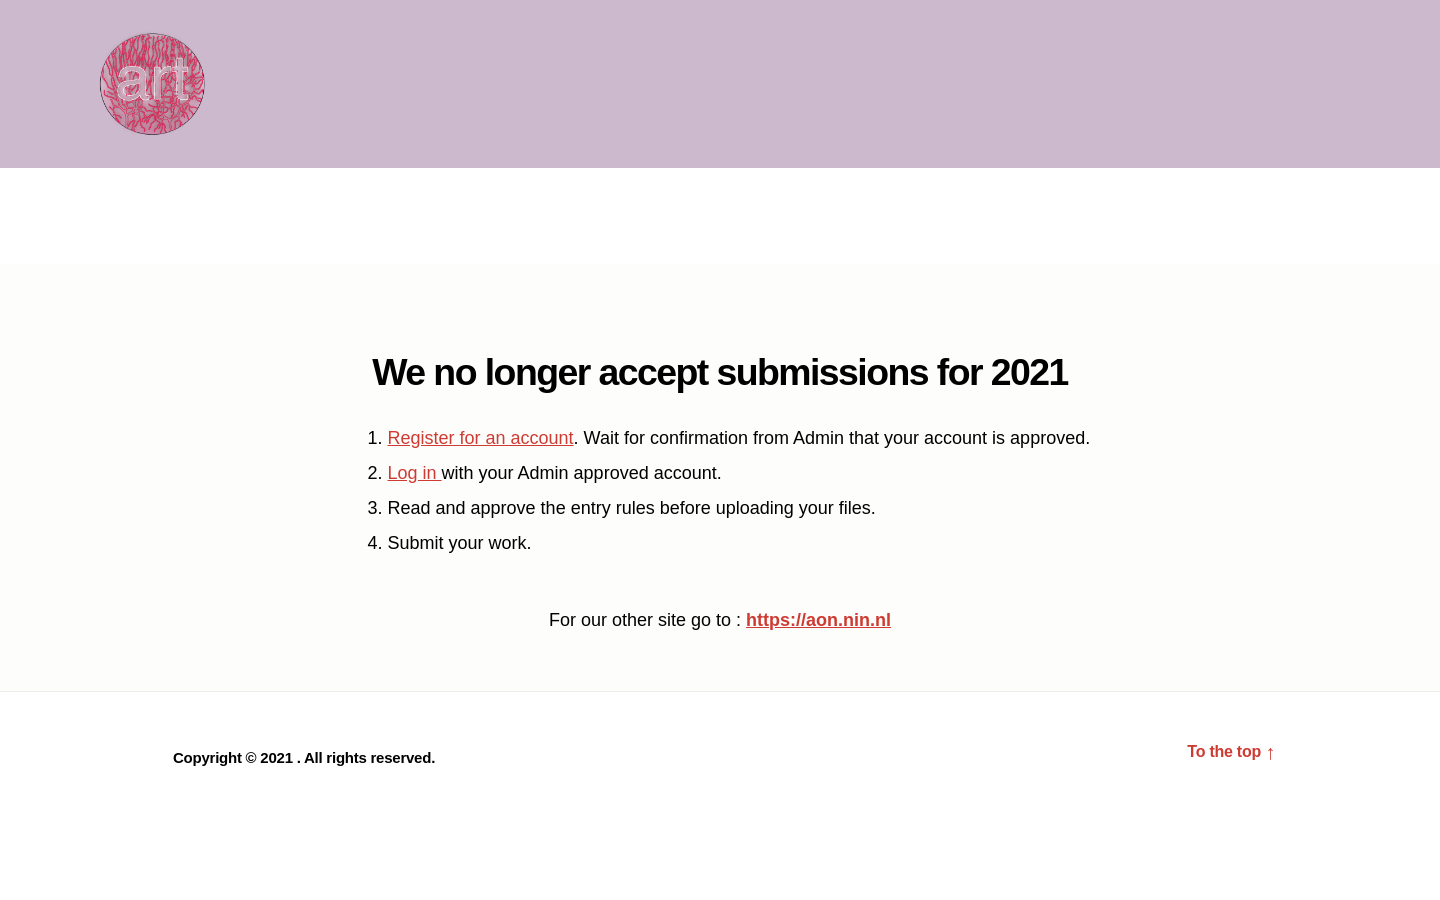 art
We no longer accept submissions for 2021
1. Register for an account. Wait for confirmation from Admin that your account is approved.
2. Log in with your Admin approved account.
3. Read and approve the entry rules before uploading your files.
4. Submit your work.
For our other site go to : https://aon.nin.nl
Copyright © 2021 . All rights reserved.
To the top ↑